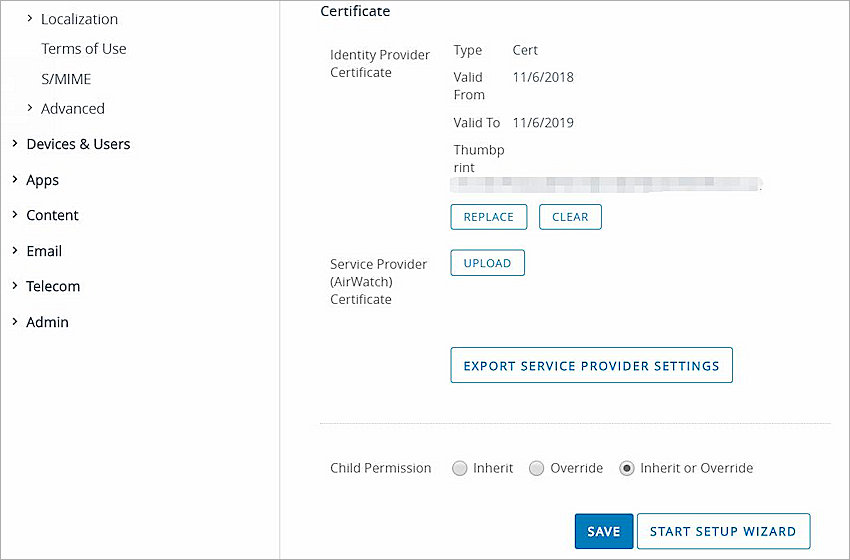 Localization
Terms of Use
S/MIME
Advanced
Devices & Users
Apps
Content
Email
Telecom
Admin
Certificate
Identity Provider
Certificate
Type Cert
Valid
From
11/6/2018
Valid To 11/6/2019
Thumbp
rint
REPLACE CLEAR
Service Provider
(AirWatch)
Certificate
UPLOAD
EXPORT SERVICE PROVIDER SETTINGS
Child Permission Inherit Override Inherit or Override
SAVE START SETUP WIZARD